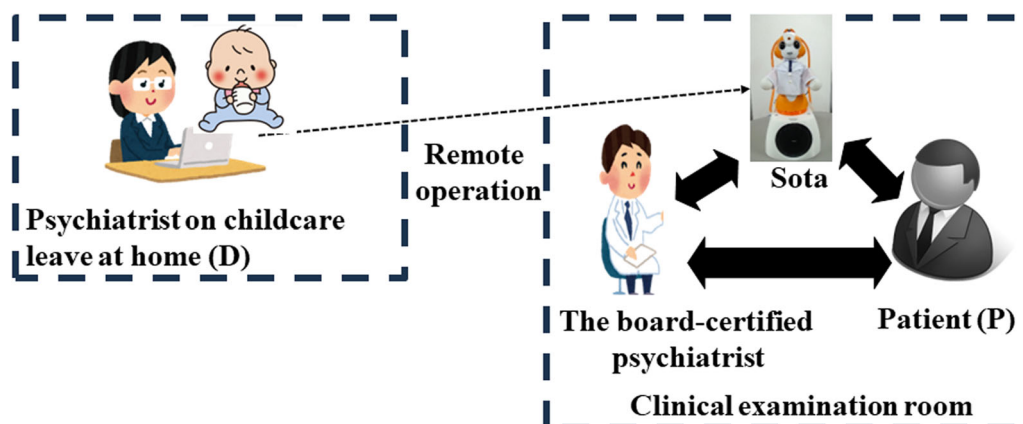 Psychiatrist on childcare
leave at home (D)
Remote
operation
Sota
The board-certified
psychiatrist
Patient (P)
Clinical examination room